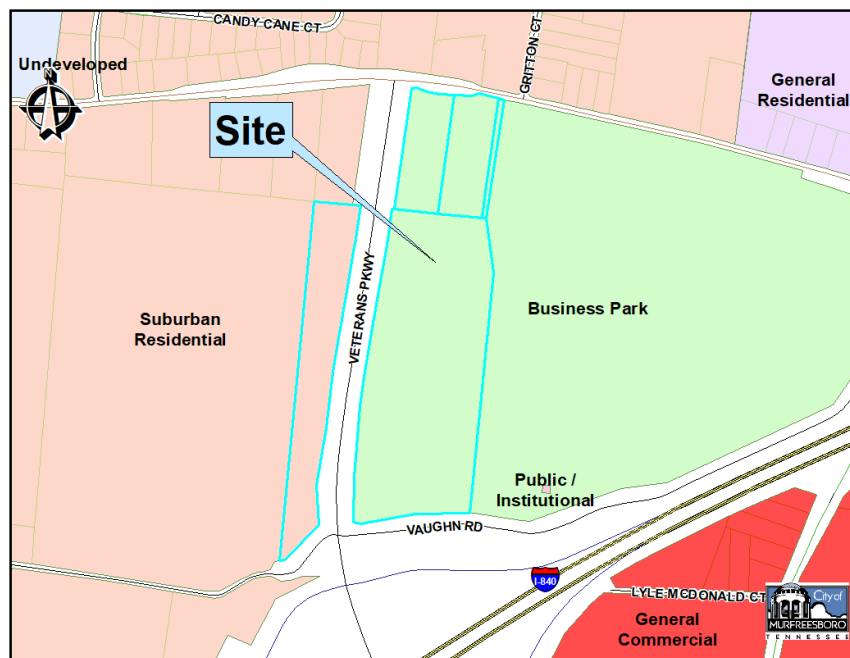 CANDY CANE CT
Undeveloped
N
GRITTON CT
General
Residential
Site
VETERANS PKWY
Suburban
Residential
Business Park
Public /
Institutional
VAUGHN RD
I-840
LYLE MCDONALD CT
General
Commercial
City of
MURFREESBORO
TENNESSEE